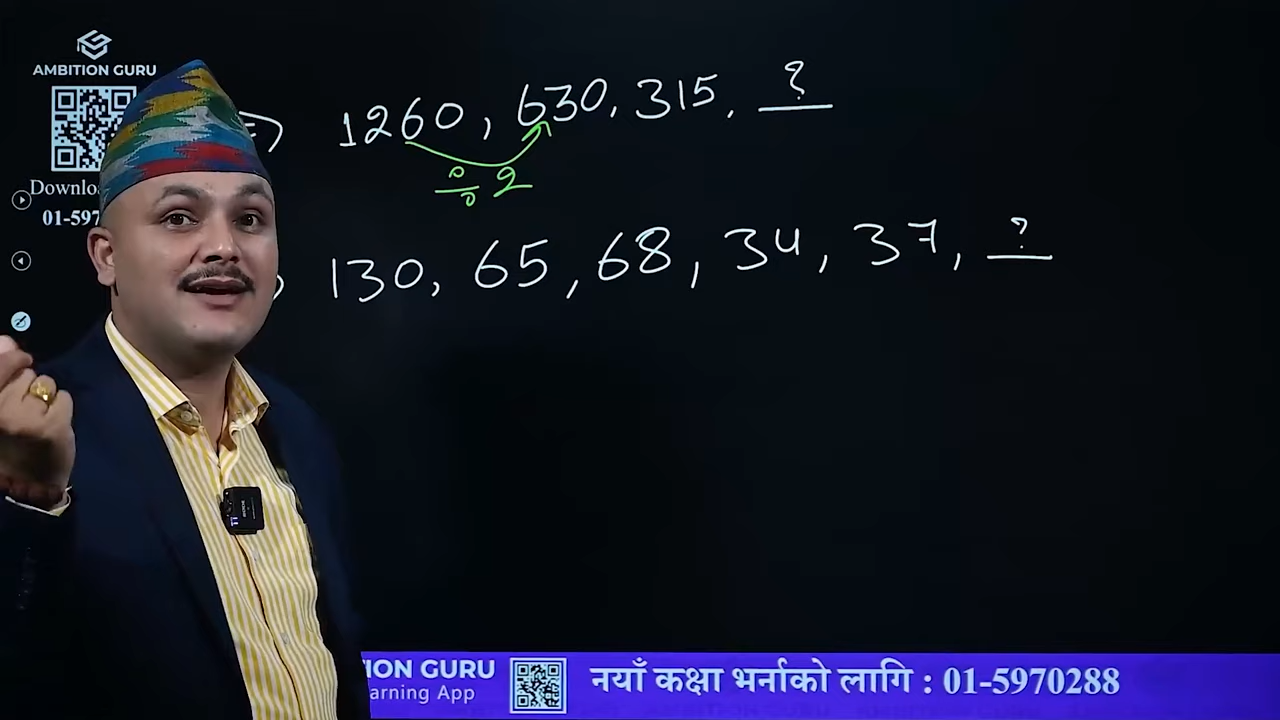 AMBITION GURU
Downlo
01-597
1260, 630, 315, ?
÷ 2
130, 65, 68, 34, 37, ?
ION GURU
arning App
नयाँ कक्षा भर्नाको लागि : 01-5970288